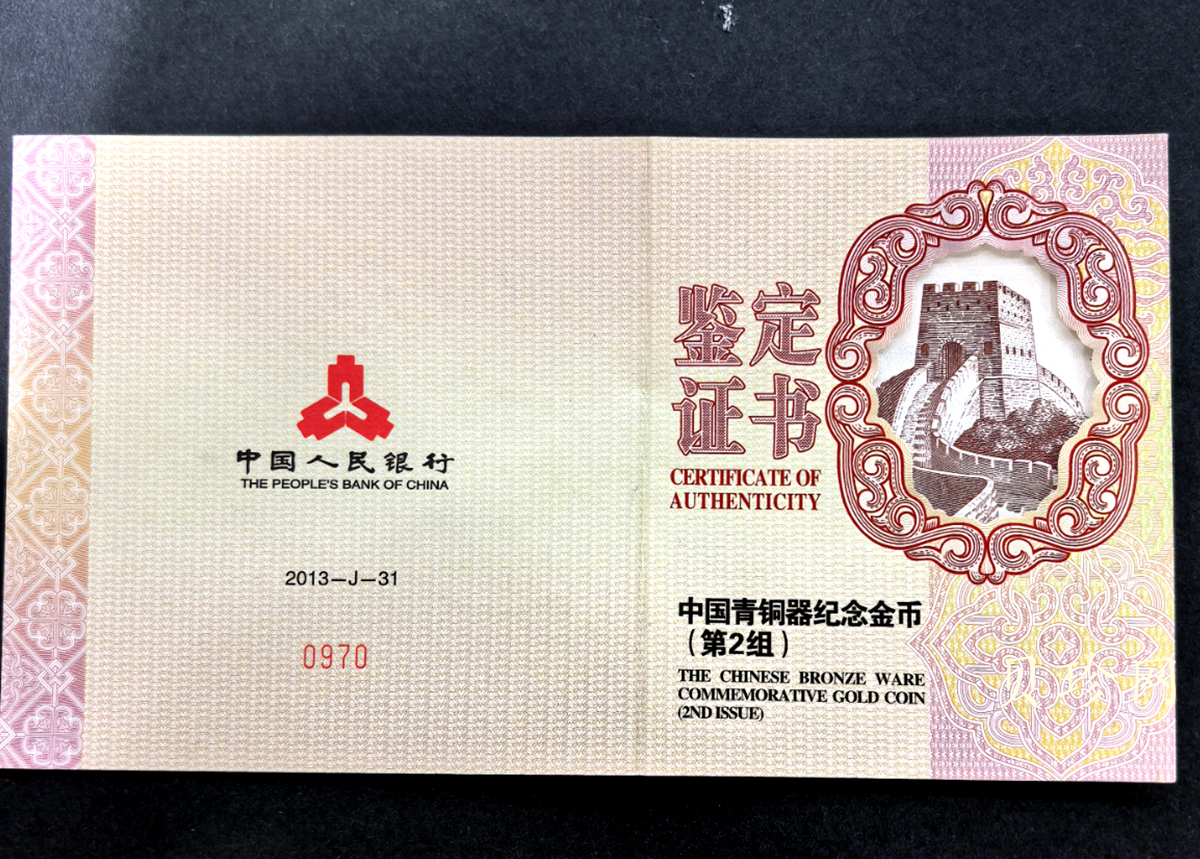 中国人民银行
THE PEOPLE'S BANK OF CHINA
2013－J－31
0970
鉴定
证书
CERTIFICATE OF
AUTHENTICITY
中国青铜器纪念金币
（第2组）
THE CHINESE BRONZE WARE
COMMEMORATIVE GOLD COIN
(2ND ISSUE)